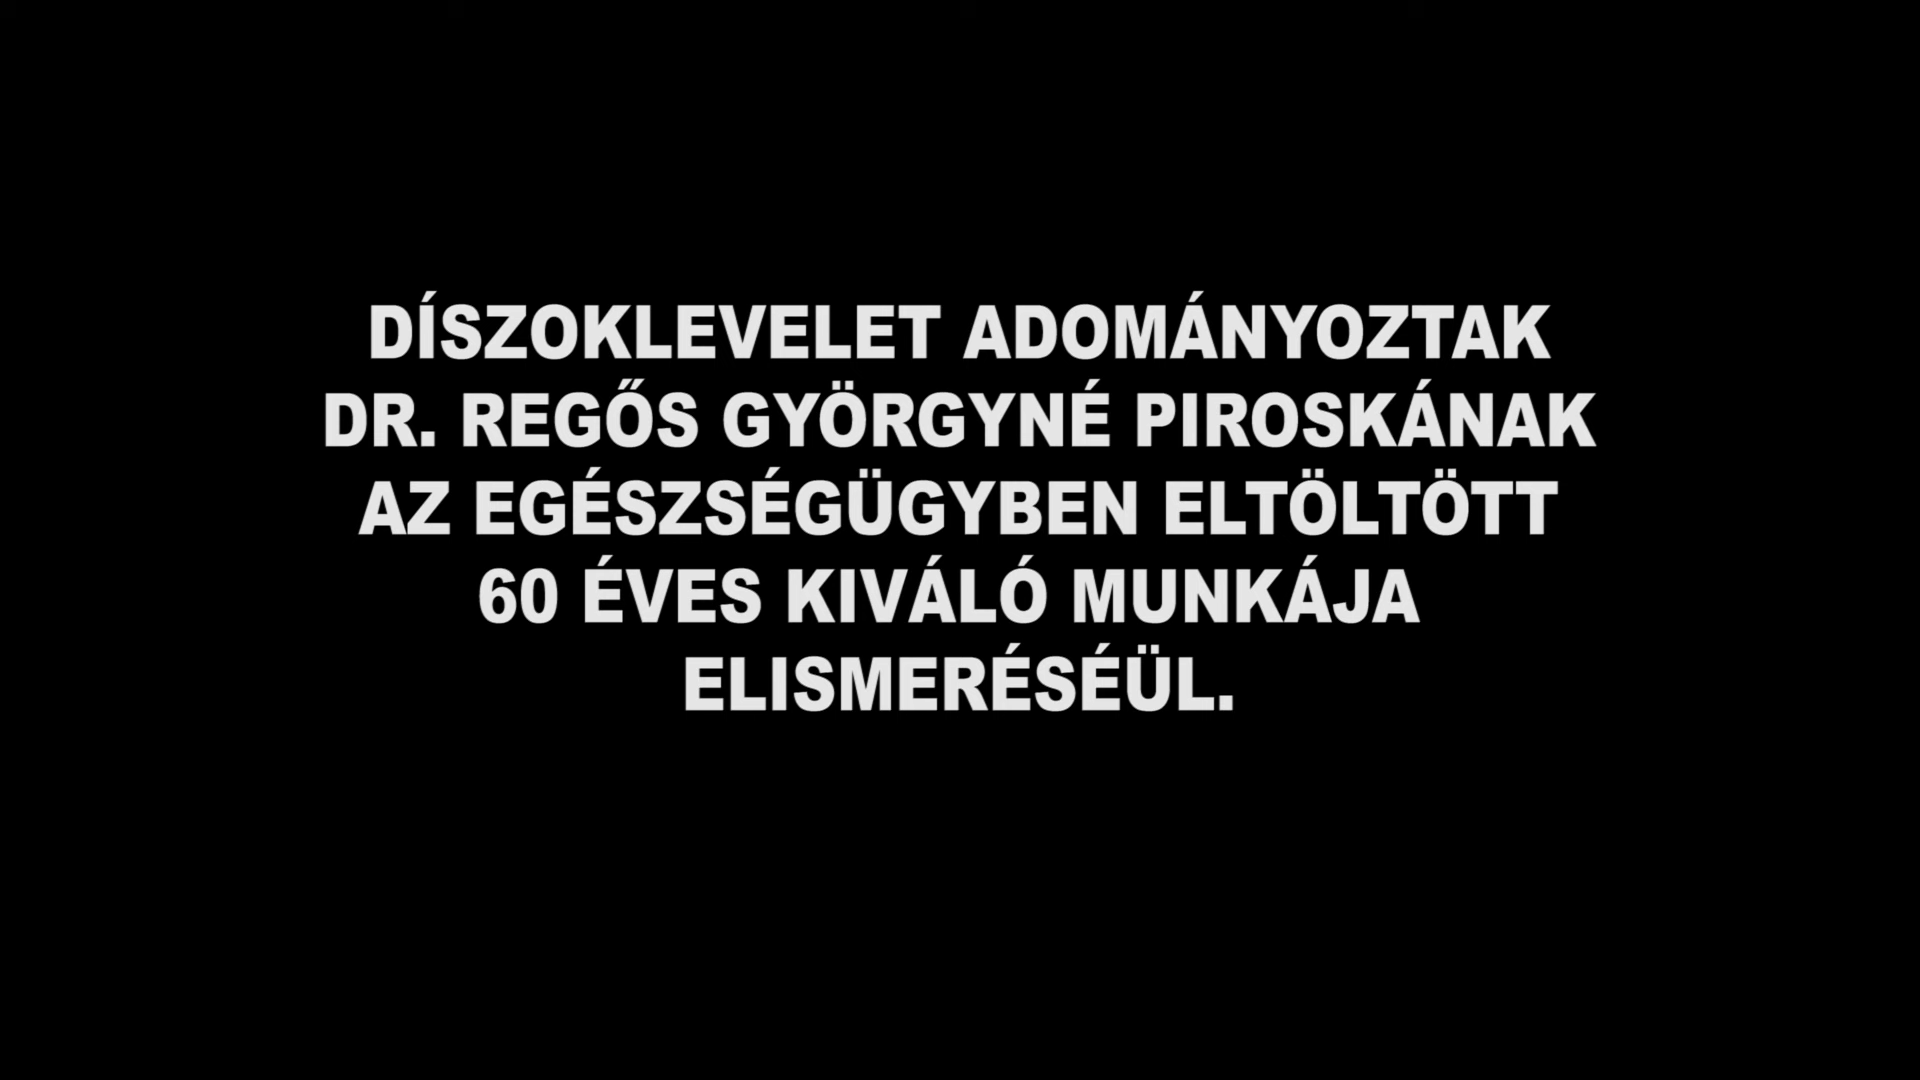 DÍSZOKLEVELET ADOMÁNYOZTAK
DR. REGŐS GYÖRGYNÉ PIROSKÁNAK
AZ EGÉSZSÉGÜGYBEN ELTÖLTÖTT
60 ÉVES KIVÁLÓ MUNKÁJA
ELISMERÉSÉÜL.